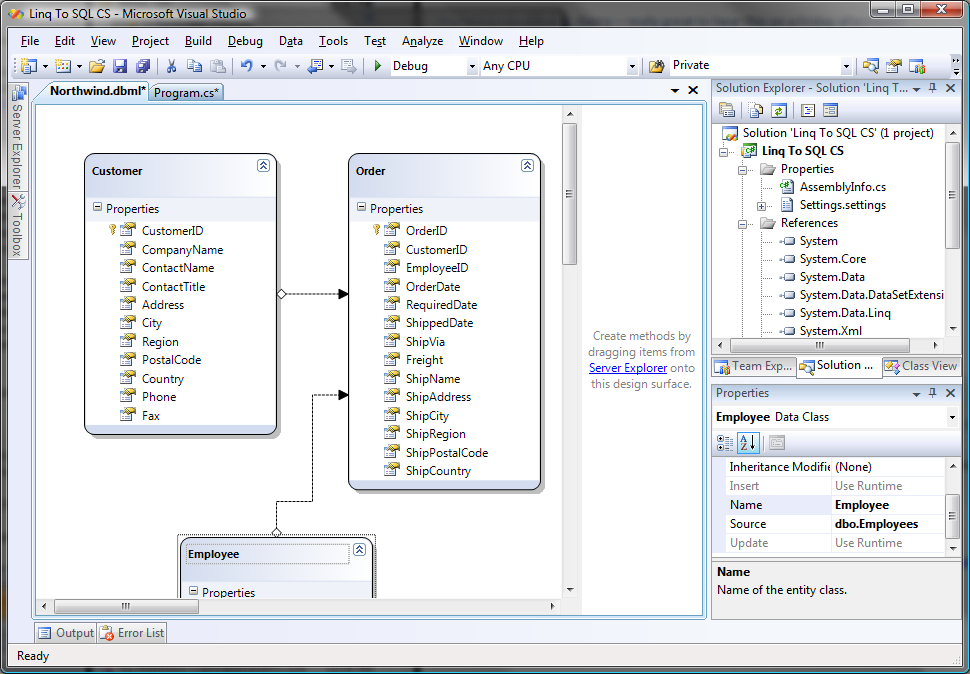 Linq To SQL CS - Microsoft Visual Studio
File Edit View Project Build Debug Data Tools Test Analyze Window Help
Debug Any CPU Private
Server Explorer
Toolbox
Northwind.dbml* Program.cs*
Customer
Properties
CustomerID
CompanyName
ContactName
ContactTitle
Address
City
Region
PostalCode
Country
Phone
Fax
Order
Properties
OrderID
CustomerID
EmployeeID
OrderDate
RequiredDate
ShippedDate
ShipVia
Freight
ShipName
ShipAddress
ShipCity
ShipRegion
ShipPostalCode
ShipCountry
Employee
Properties
Create methods by
dragging items from
Server Explorer onto
this design surface.
Solution Explorer - Solution 'Linq T...
Solution 'Linq To SQL CS' (1 project)
Linq To SQL CS
Properties
AssemblyInfo.cs
Settings.settings
References
System
System.Core
System.Data
System.Data.DataSetExtensi
System.Data.Linq
System.Xml
Team Exp... Solution ... Class View
Properties
Employee Data Class
Inheritance Modifie (None)
Insert Use Runtime
Name Employee
Source dbo.Employees
Update Use Runtime
Name
Name of the entity class.
Output Error List
Ready